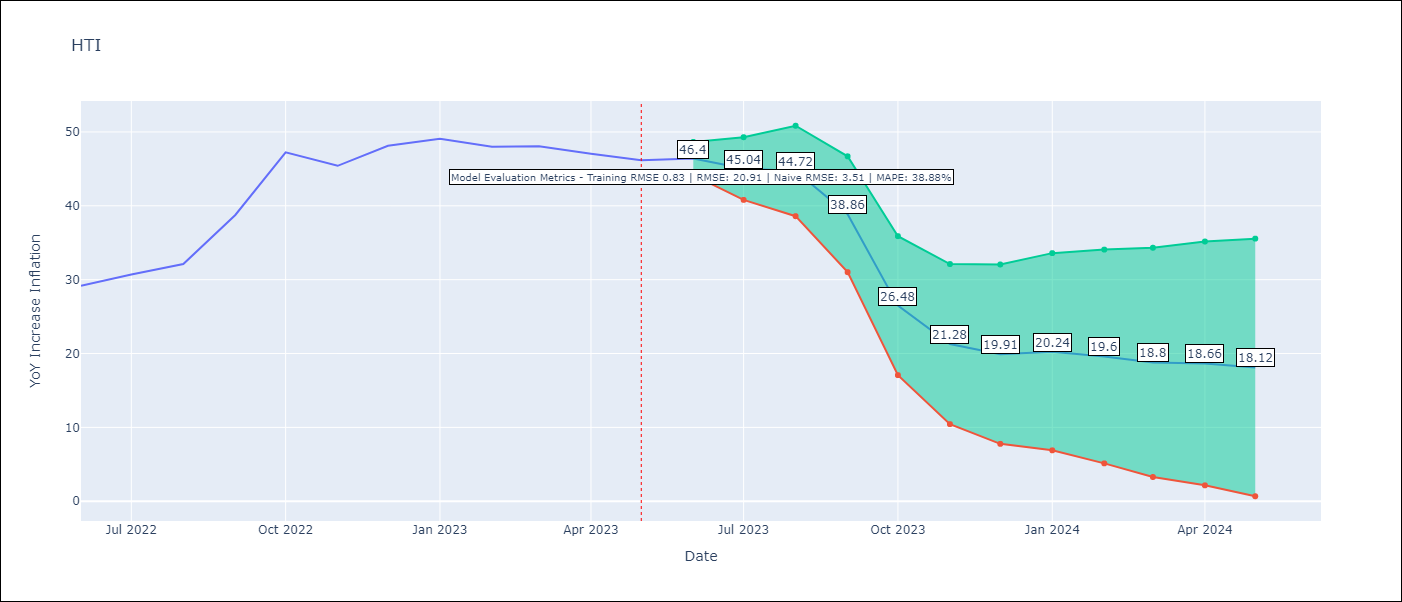 HTI
50
40
30
20
10
0
YoY Increase Inflation
46.4
45.04
44.72
Model Evaluation Metrics - Training RMSE 0.83 | RMSE: 20.91 | Naive RMSE: 3.51 | MAPE: 38.88%
38.86
26.48
21.28
19.91
20.24
19.6
18.8
18.66
18.12
Jul 2022
Oct 2022
Jan 2023
Apr 2023
Jul 2023
Oct 2023
Jan 2024
Apr 2024
Date